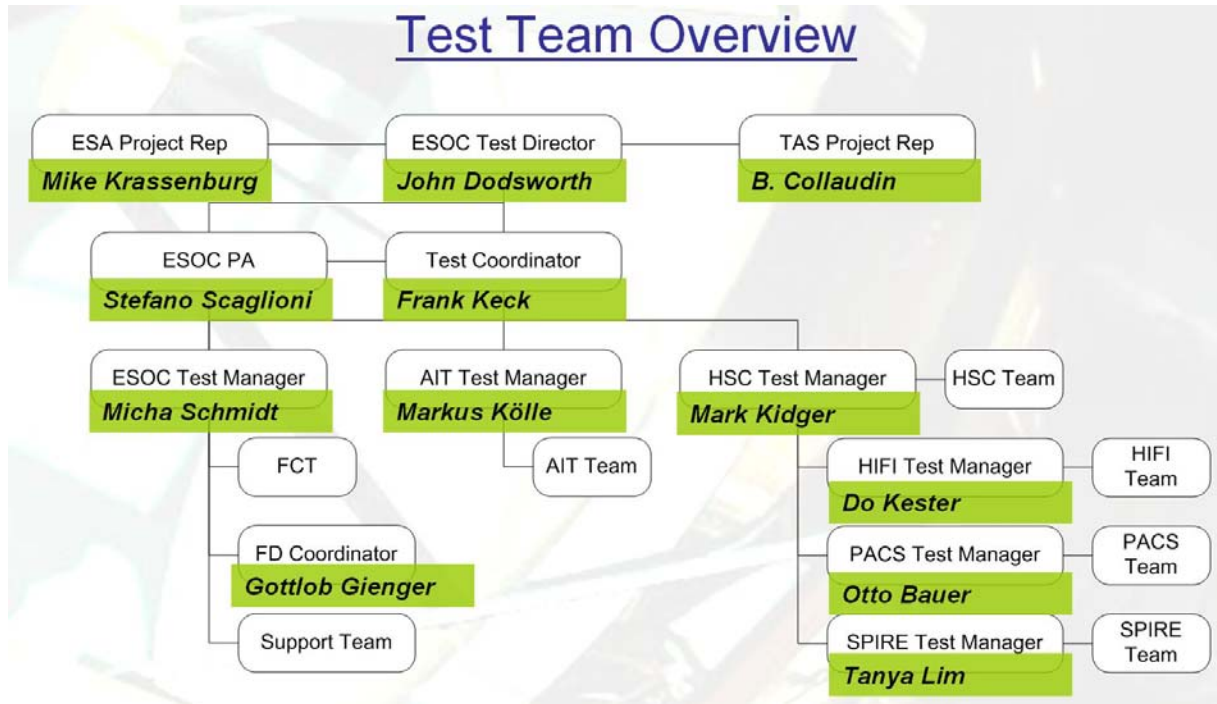 Test Team Overview
ESA Project Rep
Mike Krassenburg
ESOC Test Director
John Dodsworth
TAS Project Rep
B. Collaudin
ESOC PA
Stefano Scaglioni
Test Coordinator
Frank Keck
ESOC Test Manager
Micha Schmidt
AIT Test Manager
Markus Kölle
HSC Test Manager
Mark Kidger
HSC Team
FCT
AIT Team
HIFI Test Manager
Do Kester
HIFI
Team
FD Coordinator
Gottlob Gienger
PACS Test Manager
Otto Bauer
PACS
Team
Support Team
SPIRE Test Manager
Tanya Lim
SPIRE
Team